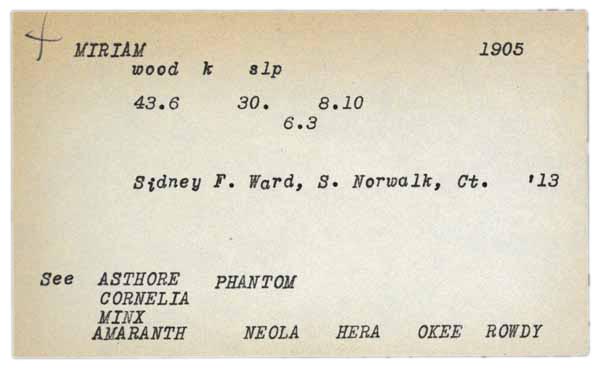 MIRIAM 1905
wood k slp
43.6 30. 8.10
6.3
Sidney F. Ward, S. Norwalk, Ct. '13
See ASTHORE PHANTOM
CORNELIA
MINX
AMARANTH NEOLA HERA OKEE ROWDY